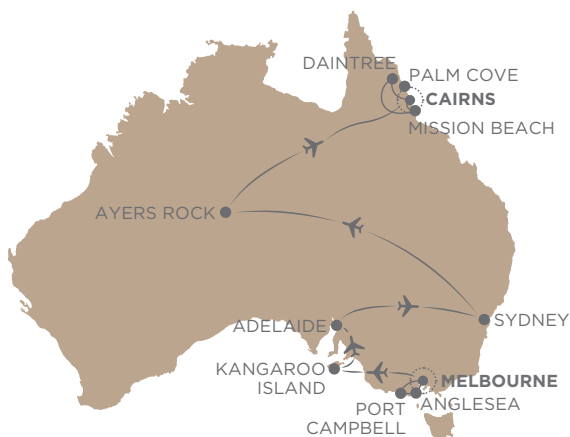 DAINTREE
PALM COVE
CAIRNS
MISSION BEACH
AYERS ROCK
SYDNEY
ADELAIDE
KANGAROO
ISLAND
MELBOURNE
ANGLESEA
PORT
CAMPBELL